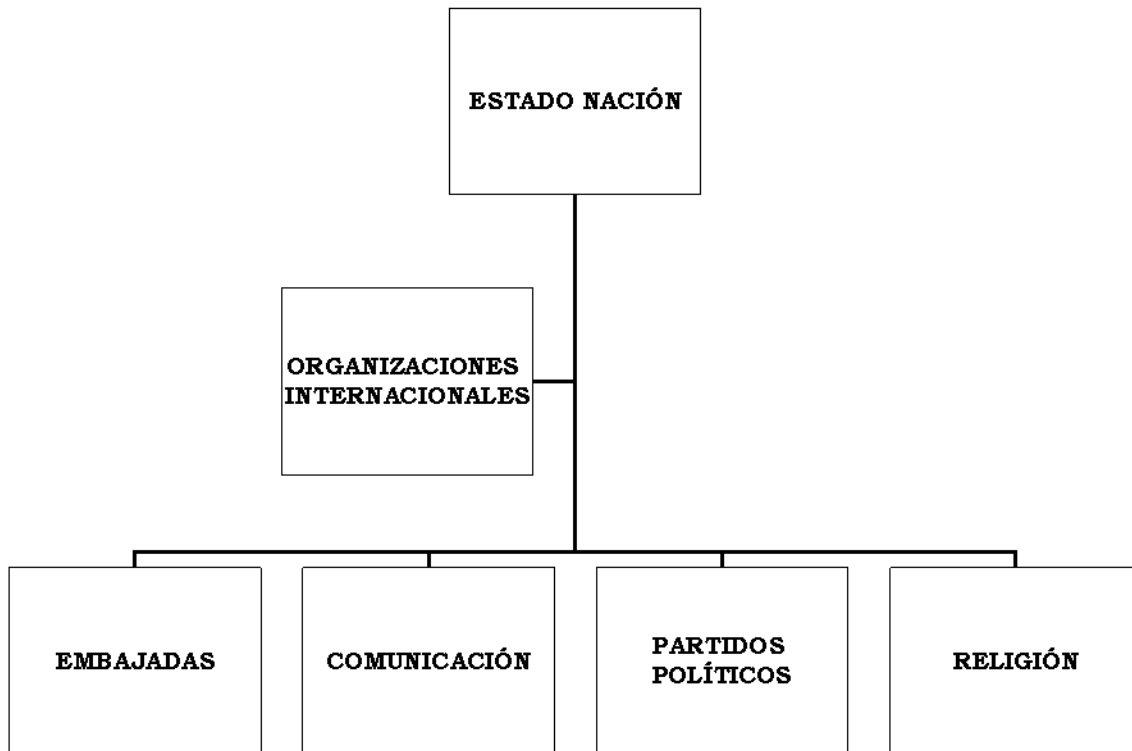 ESTADO NACIÓN
ORGANIZACIONES
INTERNACIONALES
EMBAJADAS
COMUNICACIÓN
PARTIDOS
POLÍTICOS
RELIGIÓN